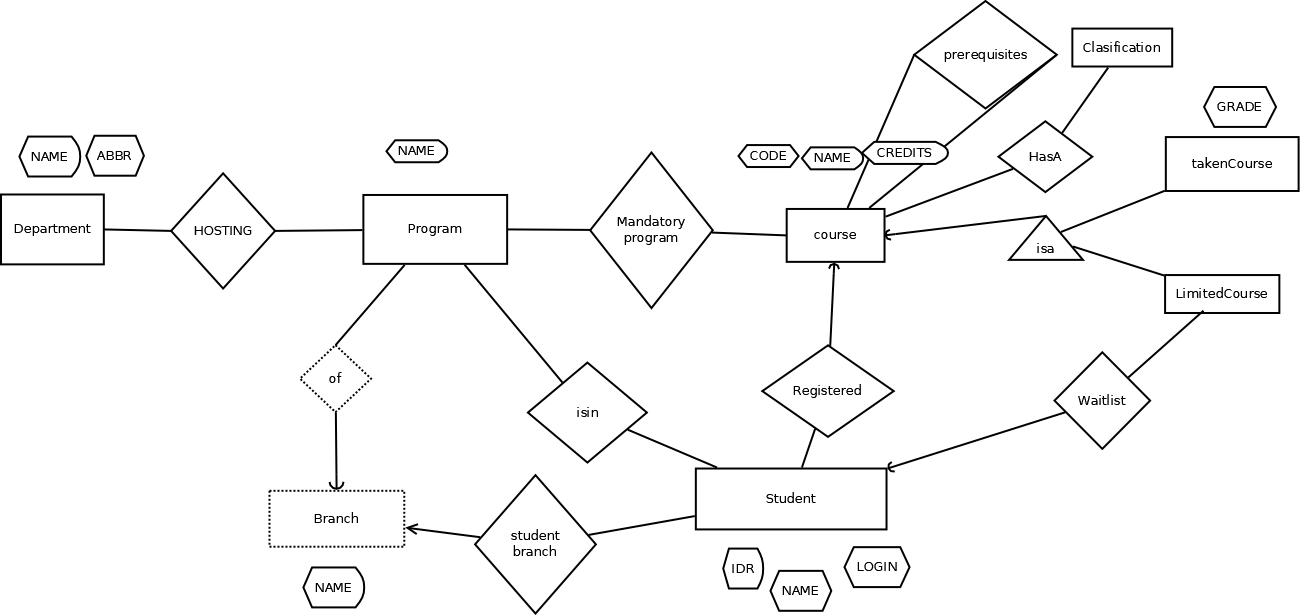 prerequisites
Clasification
GRADE
NAME
ABBR
NAME
CODE
NAME
CREDITS
HasA
takenCourse
Department
HOSTING
Program
Mandatory
program
course
isa
LimitedCourse
of
isin
Registered
Waitlist
Branch
student
branch
Student
NAME
IDR
NAME
LOGIN